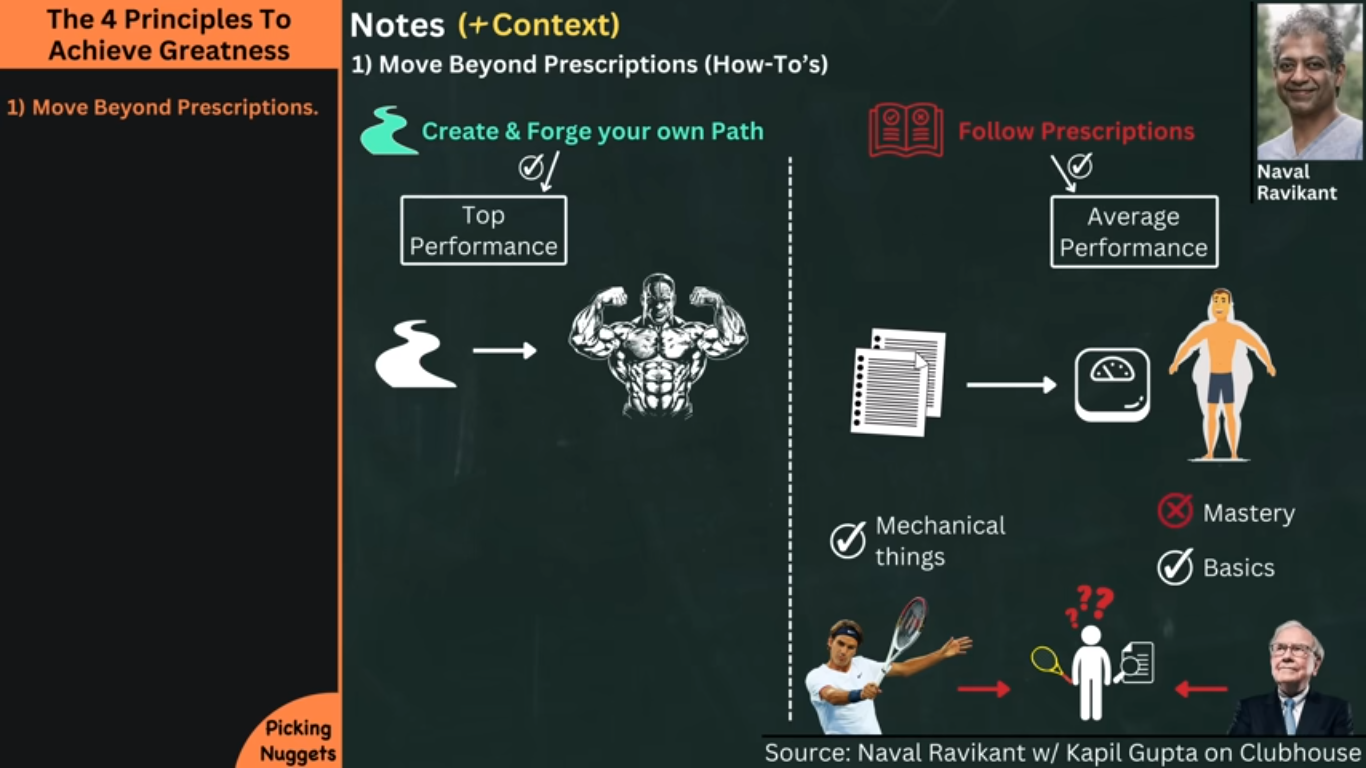 The 4 Principles To
Achieve Greatness
1) Move Beyond Prescriptions.
Picking
Nuggets
Notes (+Context)
1) Move Beyond Prescriptions (How-To's)
Create & Forge your own Path
Top
Performance
Follow Prescriptions
Average
Performance
Mechanical
things
Mastery
Basics
???
Naval
Ravikant
Source: Naval Ravikant w/ Kapil Gupta on Clubhouse